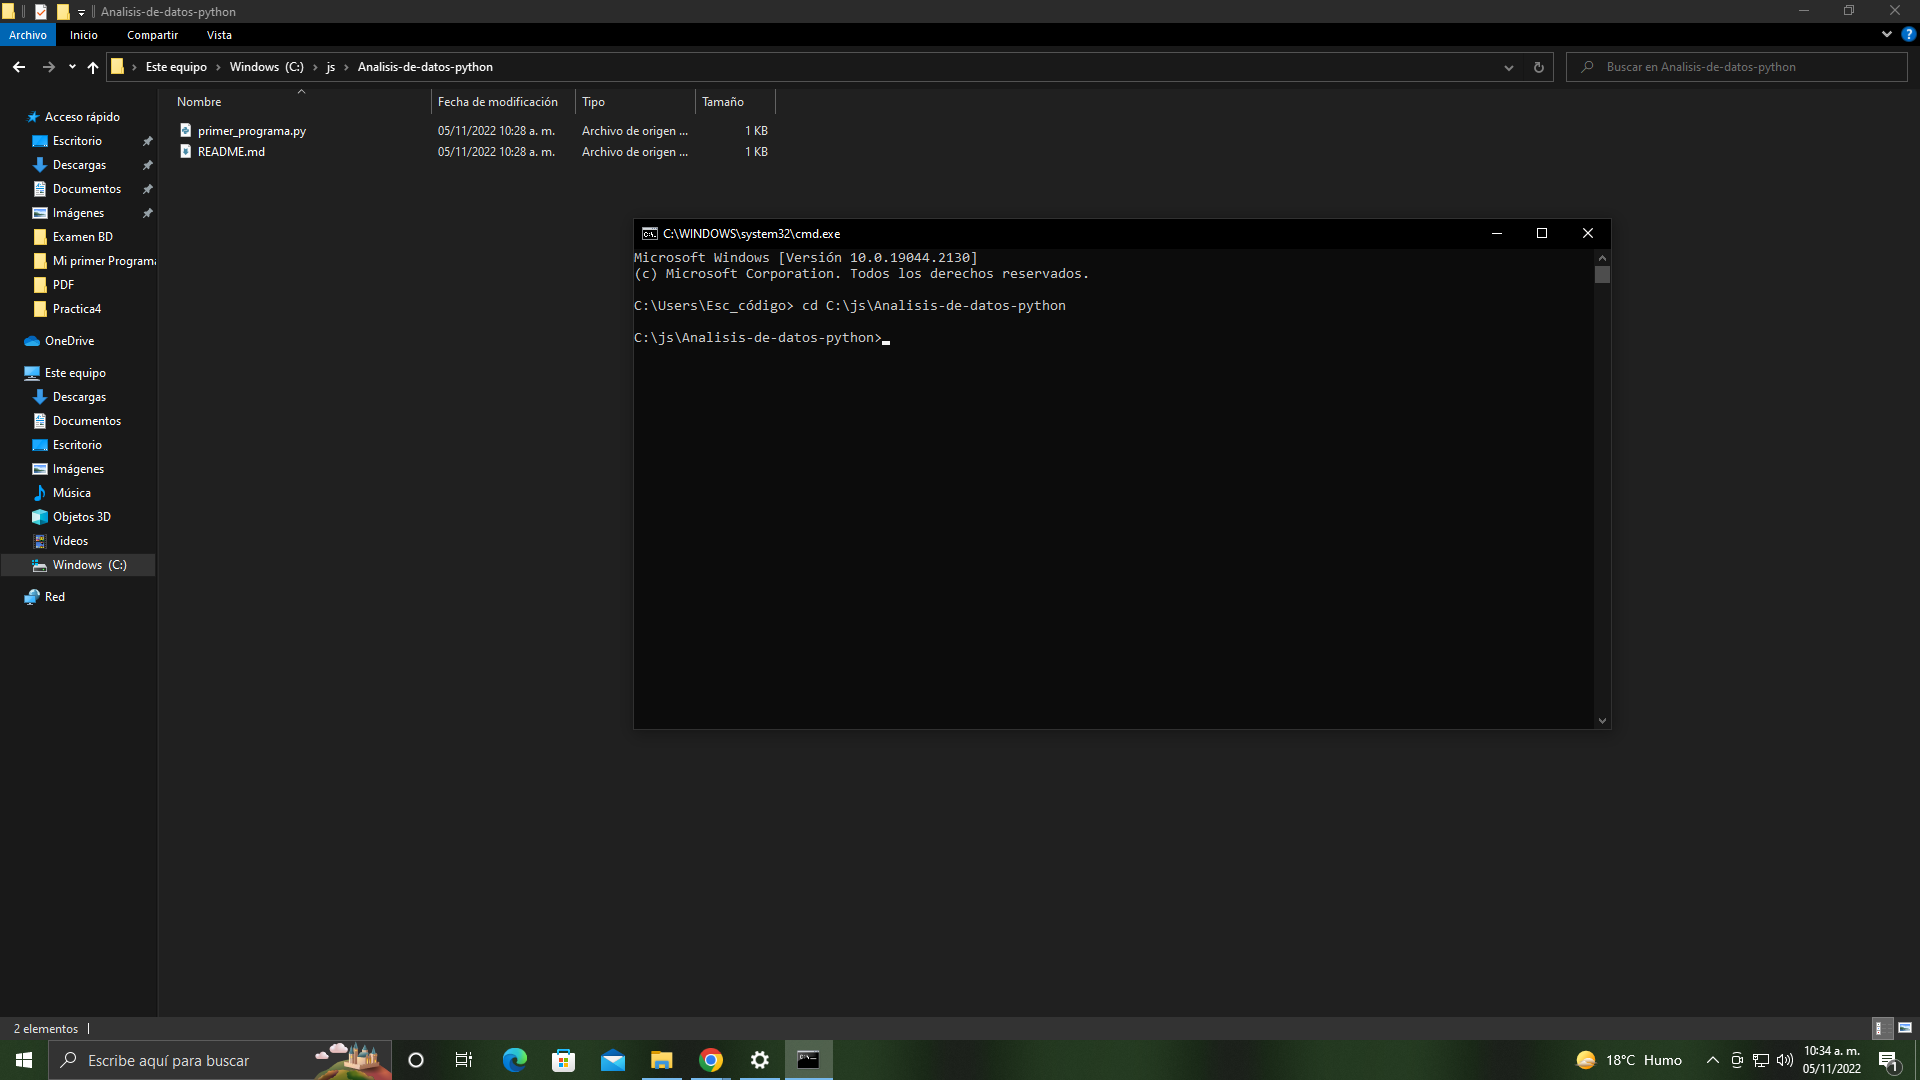 Analisis-de-datos-python
Archivo
Inicio
Compartir
Vista
Este equipo
Windows (C:)
js
Analisis-de-datos-python
Buscar en Analisis-de-datos-python
Nombre
Fecha de modificación
Tipo
Tamaño
primer_programa.py
05/11/2022 10:28 a. m.
Archivo de origen ...
1 KB
README.md
05/11/2022 10:28 a. m.
Archivo de origen ...
1 KB
Acceso rápido
Escritorio
Descargas
Documentos
Imágenes
Examen BD
Mi primer Programa
PDF
Practica4
OneDrive
Este equipo
Descargas
Documentos
Escritorio
Imágenes
Música
Objetos 3D
Videos
Windows (C:)
Red
C:\WINDOWS\system32\cmd.exe
Microsoft Windows [Versión 10.0.19044.2130]
(c) Microsoft Corporation. Todos los derechos reservados.
C:\Users\Esc_código> cd C:\js\Analisis-de-datos-python
C:\js\Analisis-de-datos-python>
2 elementos
Escribe aquí para buscar
18°C Humo
10:34 a. m.
05/11/2022
1